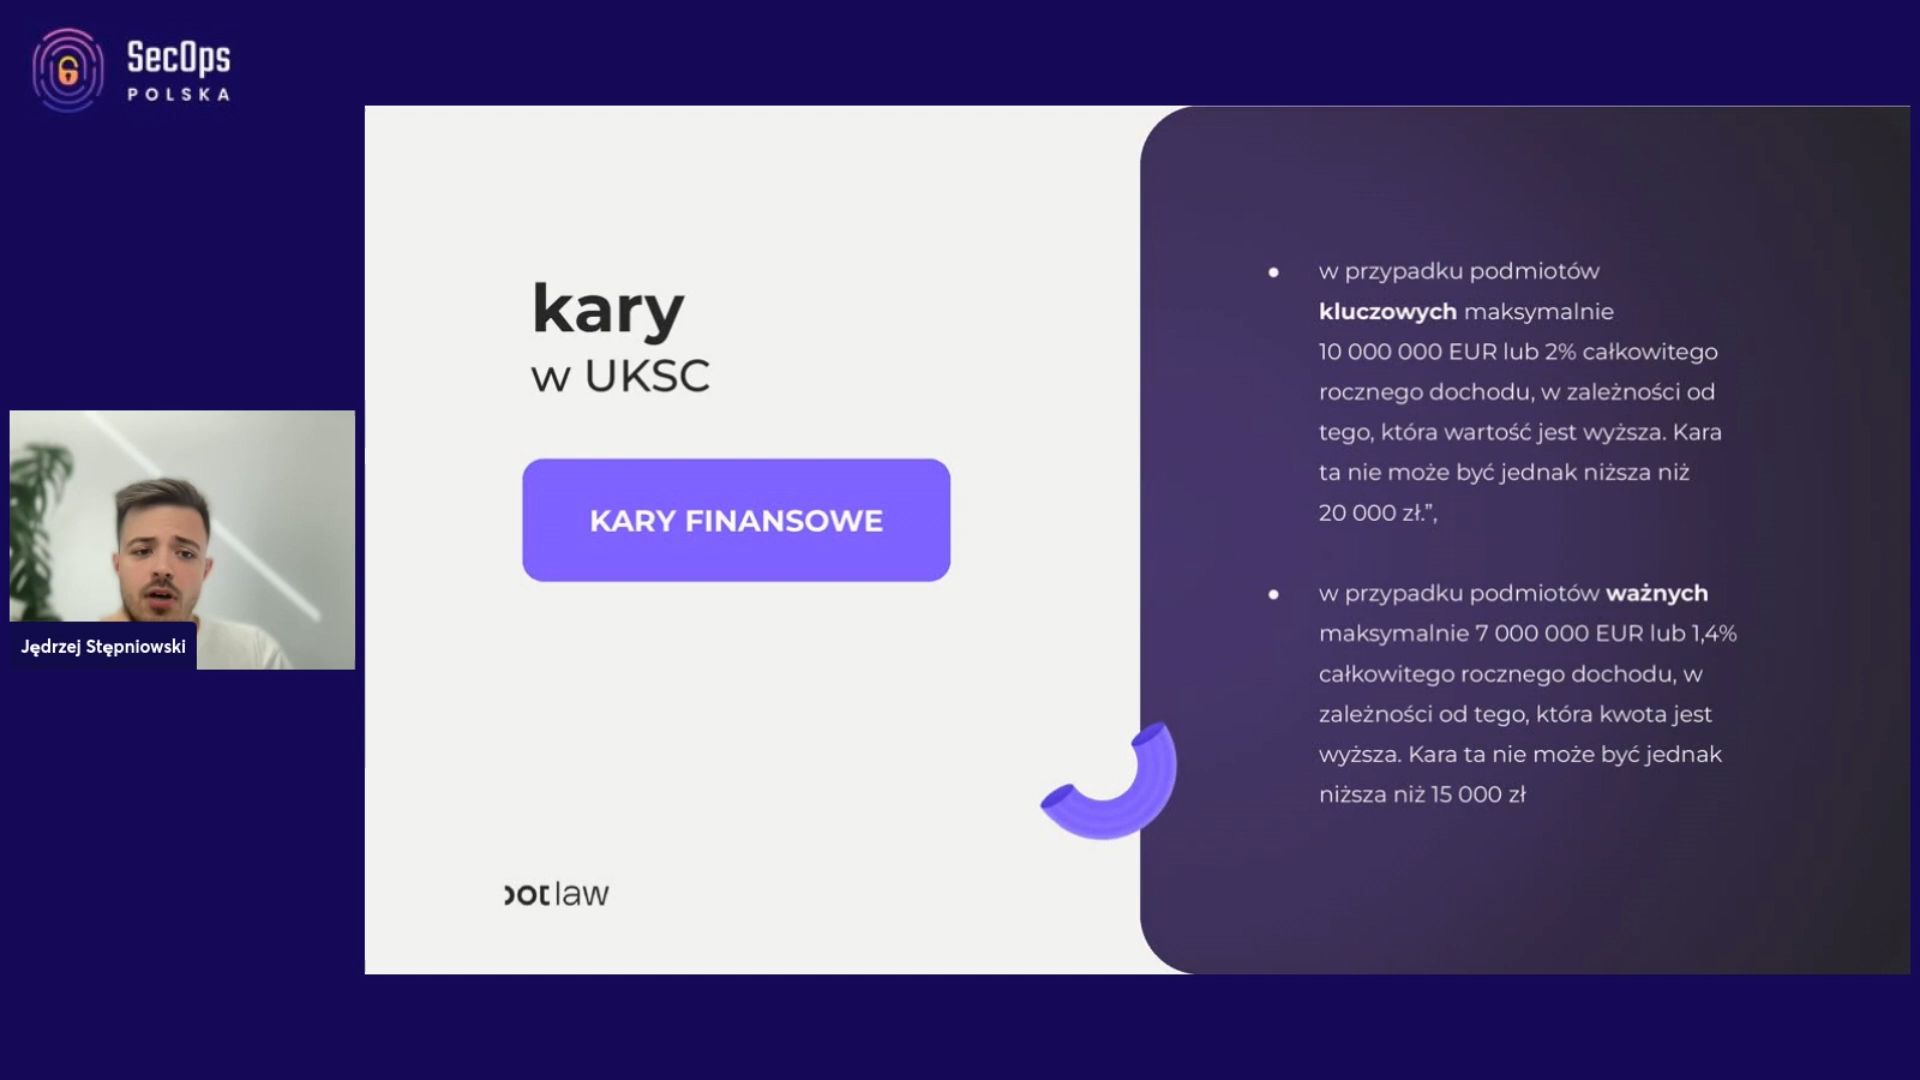 SecOps
POLSKA
kary
w UKSC
KARY FINANSOWE
w przypadku podmiotów
kluczowych maksymalnie
10 000 000 EUR lub 2% całkowitego
rocznego dochodu, w zależności od
tego, która wartość jest wyższa. Kara
ta nie może być jednak niższa niż
20 000 zł.”,
w przypadku podmiotów ważnych
maksymalnie 7 000 000 EUR lub 1,4%
całkowitego rocznego dochodu, w
zależności od tego, która kwota jest
wyższa. Kara ta nie może być jednak
niższa niż 15 000 zł
Jędrzej Stępniowski
law